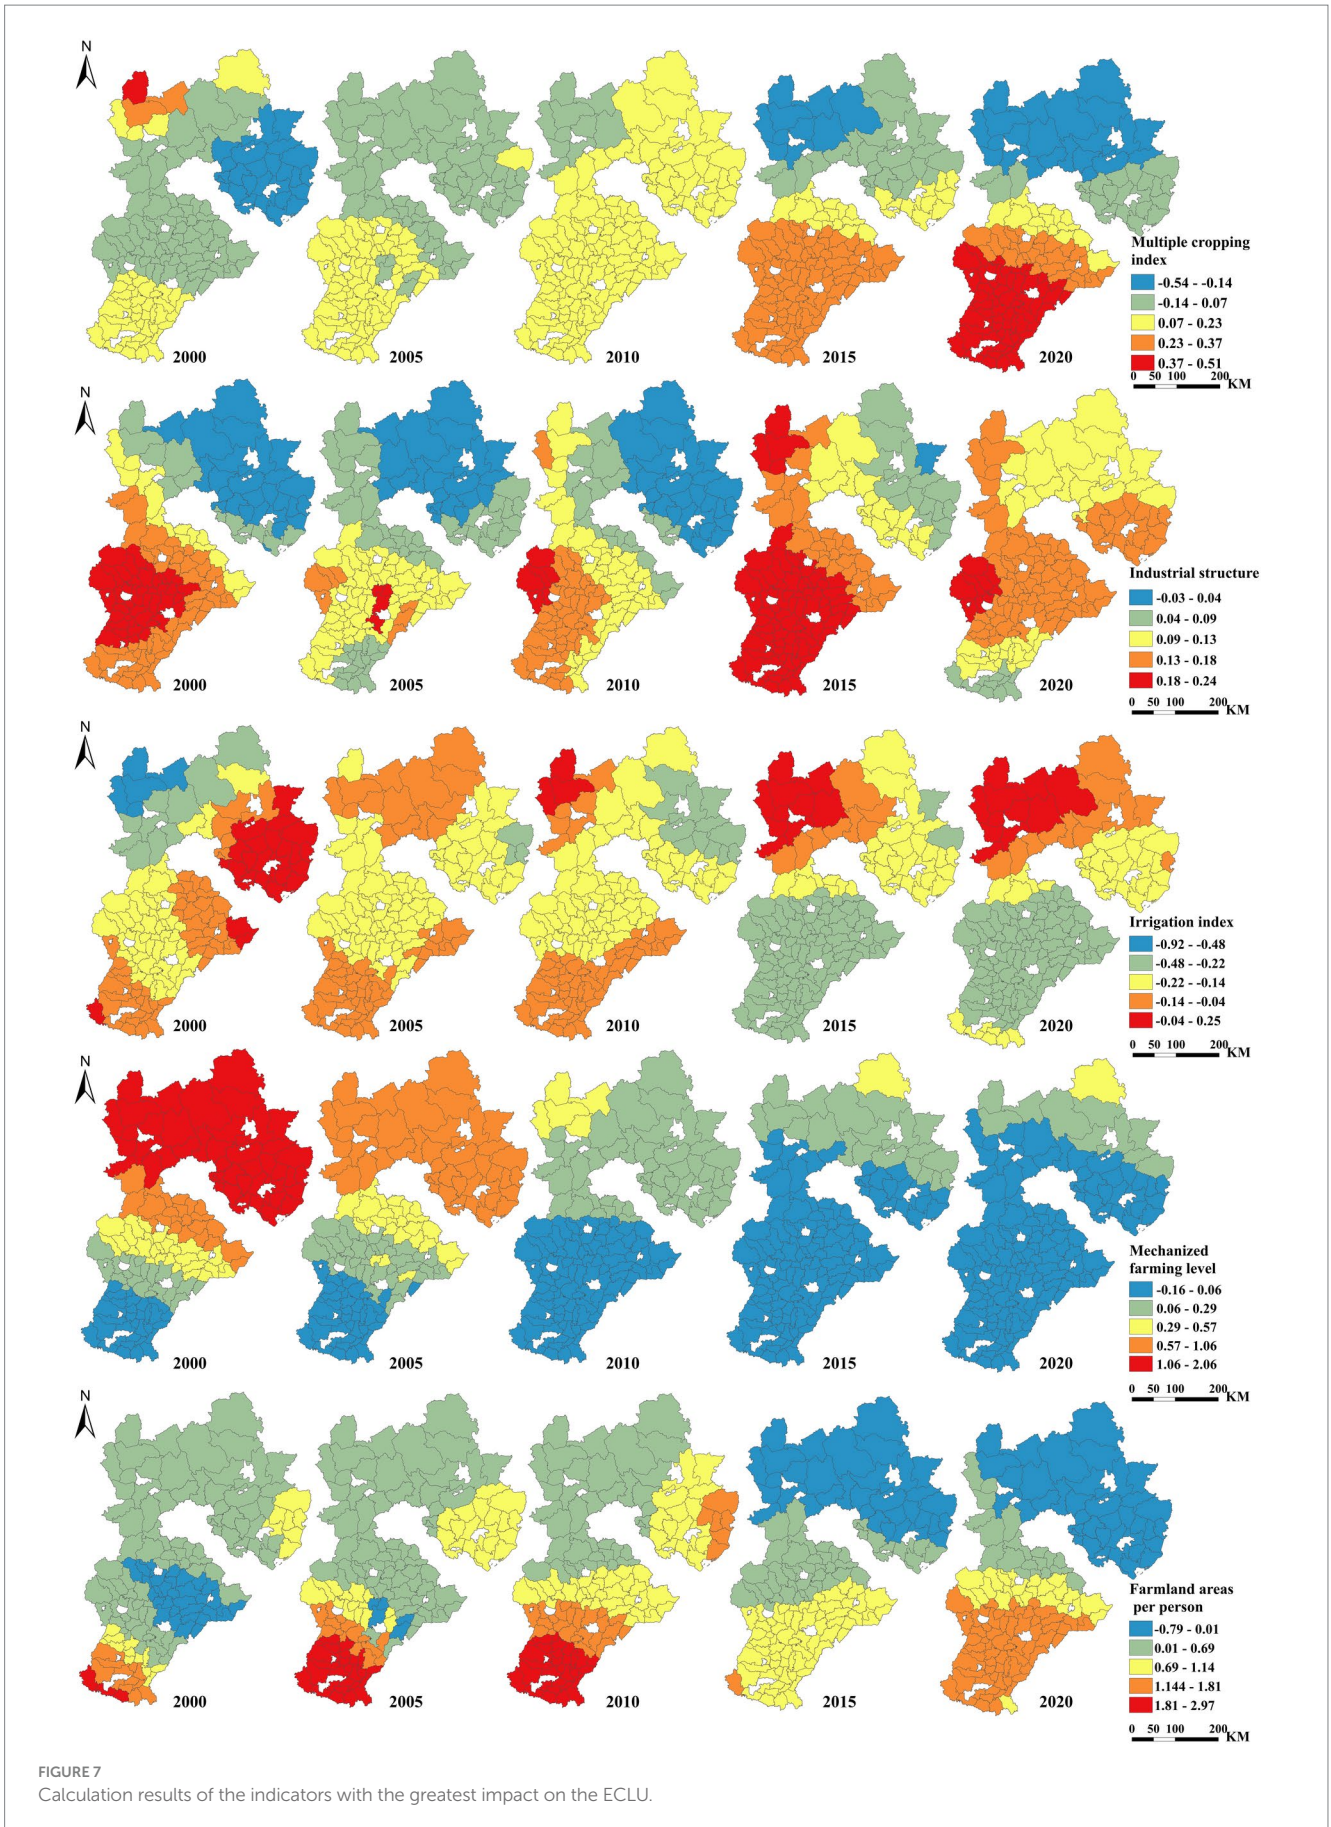 N
2000
2005
2010
2015
2020
Multiple cropping
index
-0.54 - -0.14
-0.14 - 0.07
0.07 - 0.23
0.23 - 0.37
0.37 - 0.51
0 50 100 200 KM
N
2000
2005
2010
2015
2020
Industrial structure
-0.03 - 0.04
0.04 - 0.09
0.09 - 0.13
0.13 - 0.18
0.18 - 0.24
0 50 100 200 KM
N
2000
2005
2010
2015
2020
Irrigation index
-0.92 - -0.48
-0.48 - -0.22
-0.22 - -0.14
-0.14 - -0.04
-0.04 - 0.25
0 50 100 200 KM
N
2000
2005
2010
2015
2020
Mechanized
farming level
-0.16 - 0.06
0.06 - 0.29
0.29 - 0.57
0.57 - 1.06
1.06 - 2.06
0 50 100 200 KM
N
2000
2005
2010
2015
2020
Farmland areas
per person
-0.79 - 0.01
0.01 - 0.69
0.69 - 1.14
1.144 - 1.81
1.81 - 2.97
0 50 100 200 KM
FIGURE 7
Calculation results of the indicators with the greatest impact on the ECLU.